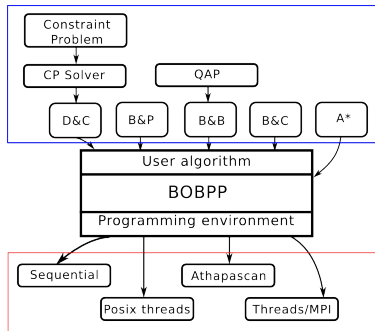 Constraint
Problem
CP Solver
QAP
D&C
B&P
B&B
B&C
A*
User algorithm
BOBPP
Programming environment
Sequential
Athapascan
Posix threads
Threads/MPI